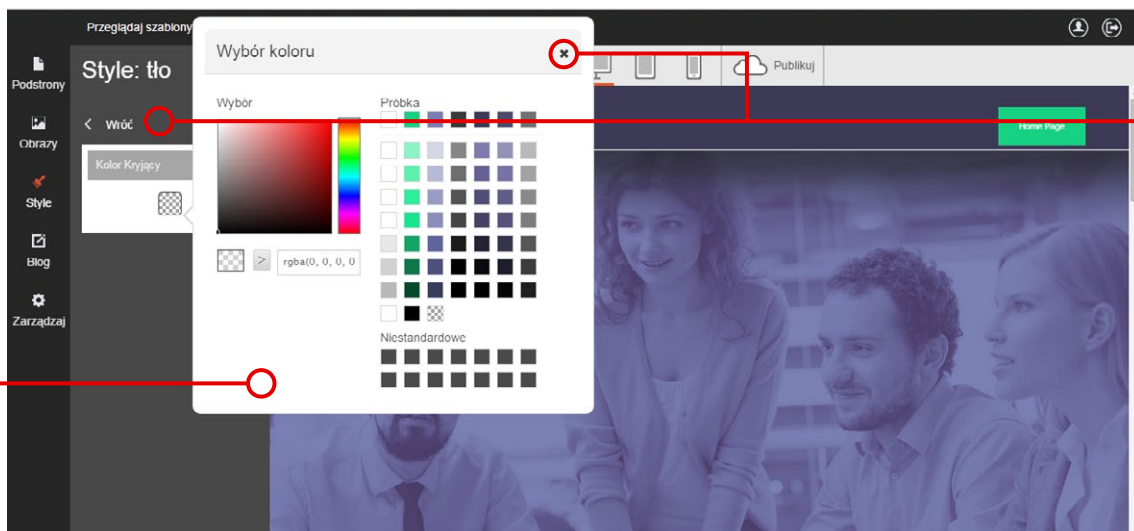 Przeglądaj szablony
Podstrony
Obrazy
Style
Blog
Zarządzaj
Style: tło
Wróć
Kolor Kryjący
Wybór koloru
Wybór
Próbka
>
rgba(0, 0, 0, 0
Niestandardowe
Publikuj
Home Page